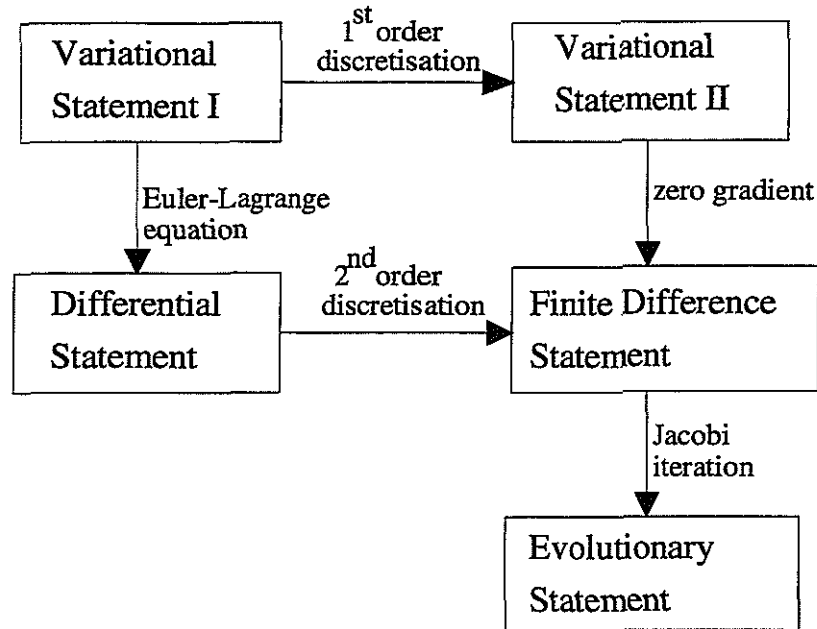 Variational
Statement I
1st order
discretisation
Variational
Statement II
Euler-Lagrange
equation
zero gradient
Differential
Statement
2nd order
discretisation
Finite Difference
Statement
Jacobi
iteration
Evolutionary
Statement